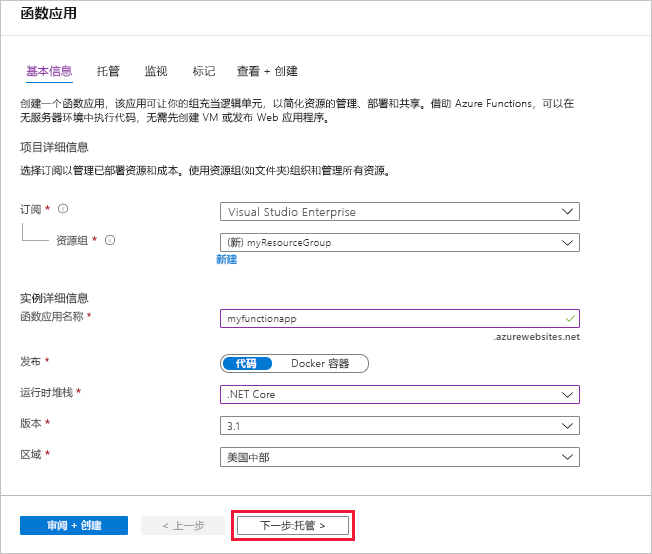 函数应用
基本信息 托管 监视 标记 查看 + 创建
创建一个函数应用，该应用可让你的组充当逻辑单元，以简化资源的管理、部署和共享。借助 Azure Functions，可以在
无服务器环境中执行代码，无需先创建 VM 或发布 Web 应用程序。
项目详细信息
选择订阅以管理已部署资源和成本。使用资源组(如文件夹)组织和管理所有资源。
订阅 * Visual Studio Enterprise
资源组 * (新) myResourceGroup
新建
实例详细信息
函数应用名称 * myfunctionapp
.azurewebsites.net
发布 * 代码 Docker 容器
运行时堆栈 * .NET Core
版本 * 3.1
区域 * 美国中部
审阅 + 创建 < 上一步 下一步:托管 >